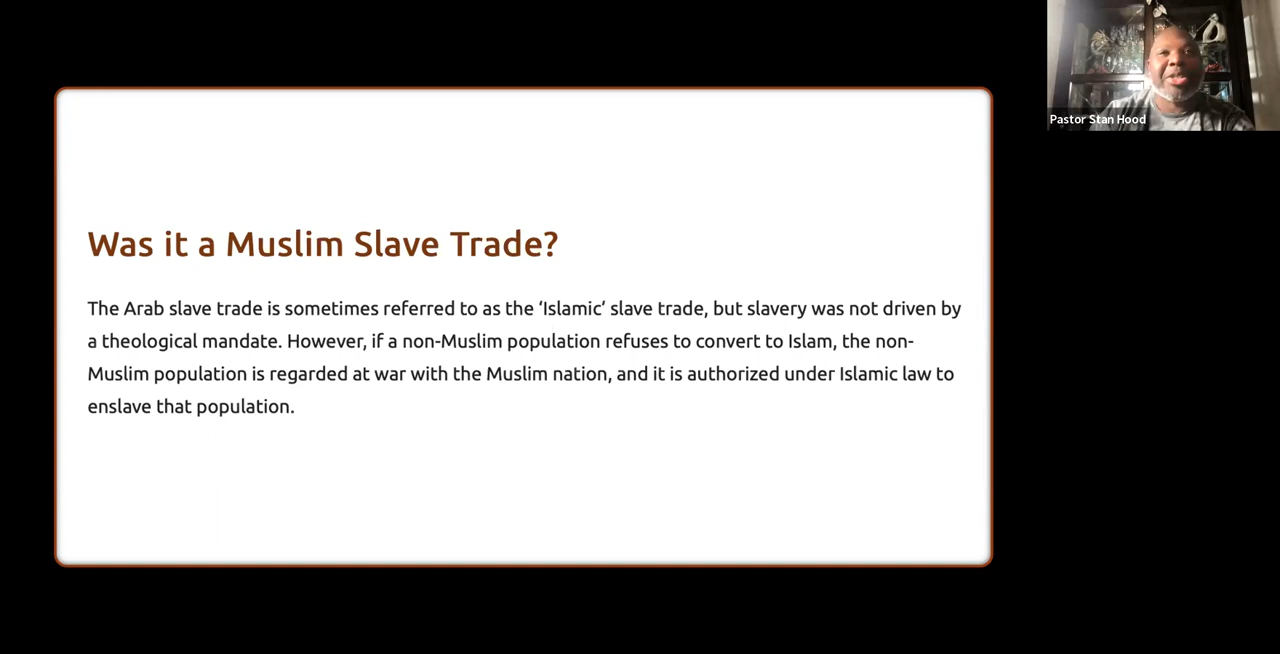 Was it a Muslim Slave Trade?
The Arab slave trade is sometimes referred to as the ‘Islamic’ slave trade, but slavery was not driven by
a theological mandate. However, if a non-Muslim population refuses to convert to Islam, the non-
Muslim population is regarded at war with the Muslim nation, and it is authorized under Islamic law to
enslave that population.
Pastor Stan Hood